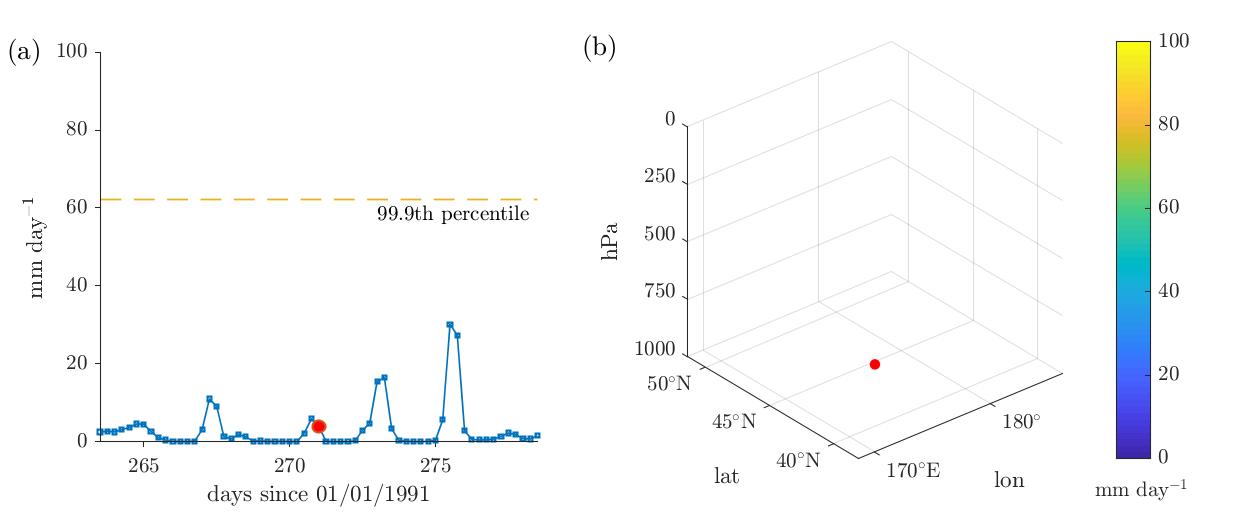 (a)
100
80
60
40
20
0
mm day⁻¹
99.9th percentile
265
270
275
days since 01/01/1991
(b)
0
250
500
750
1000
hPa
50°N
45°N
40°N
lat
170°E
180°
lon
100
80
60
40
20
0
mm day⁻¹